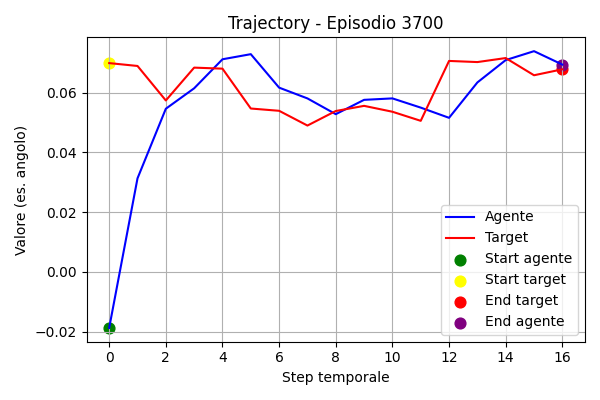 Trajectory - Episodio 3700
Valore (es. angolo)
0.06
0.04
0.02
0.00
−0.02
0 2 4 6 8 10 12 14 16
Step temporale
Agente
Target
Start agente
Start target
End target
End agente